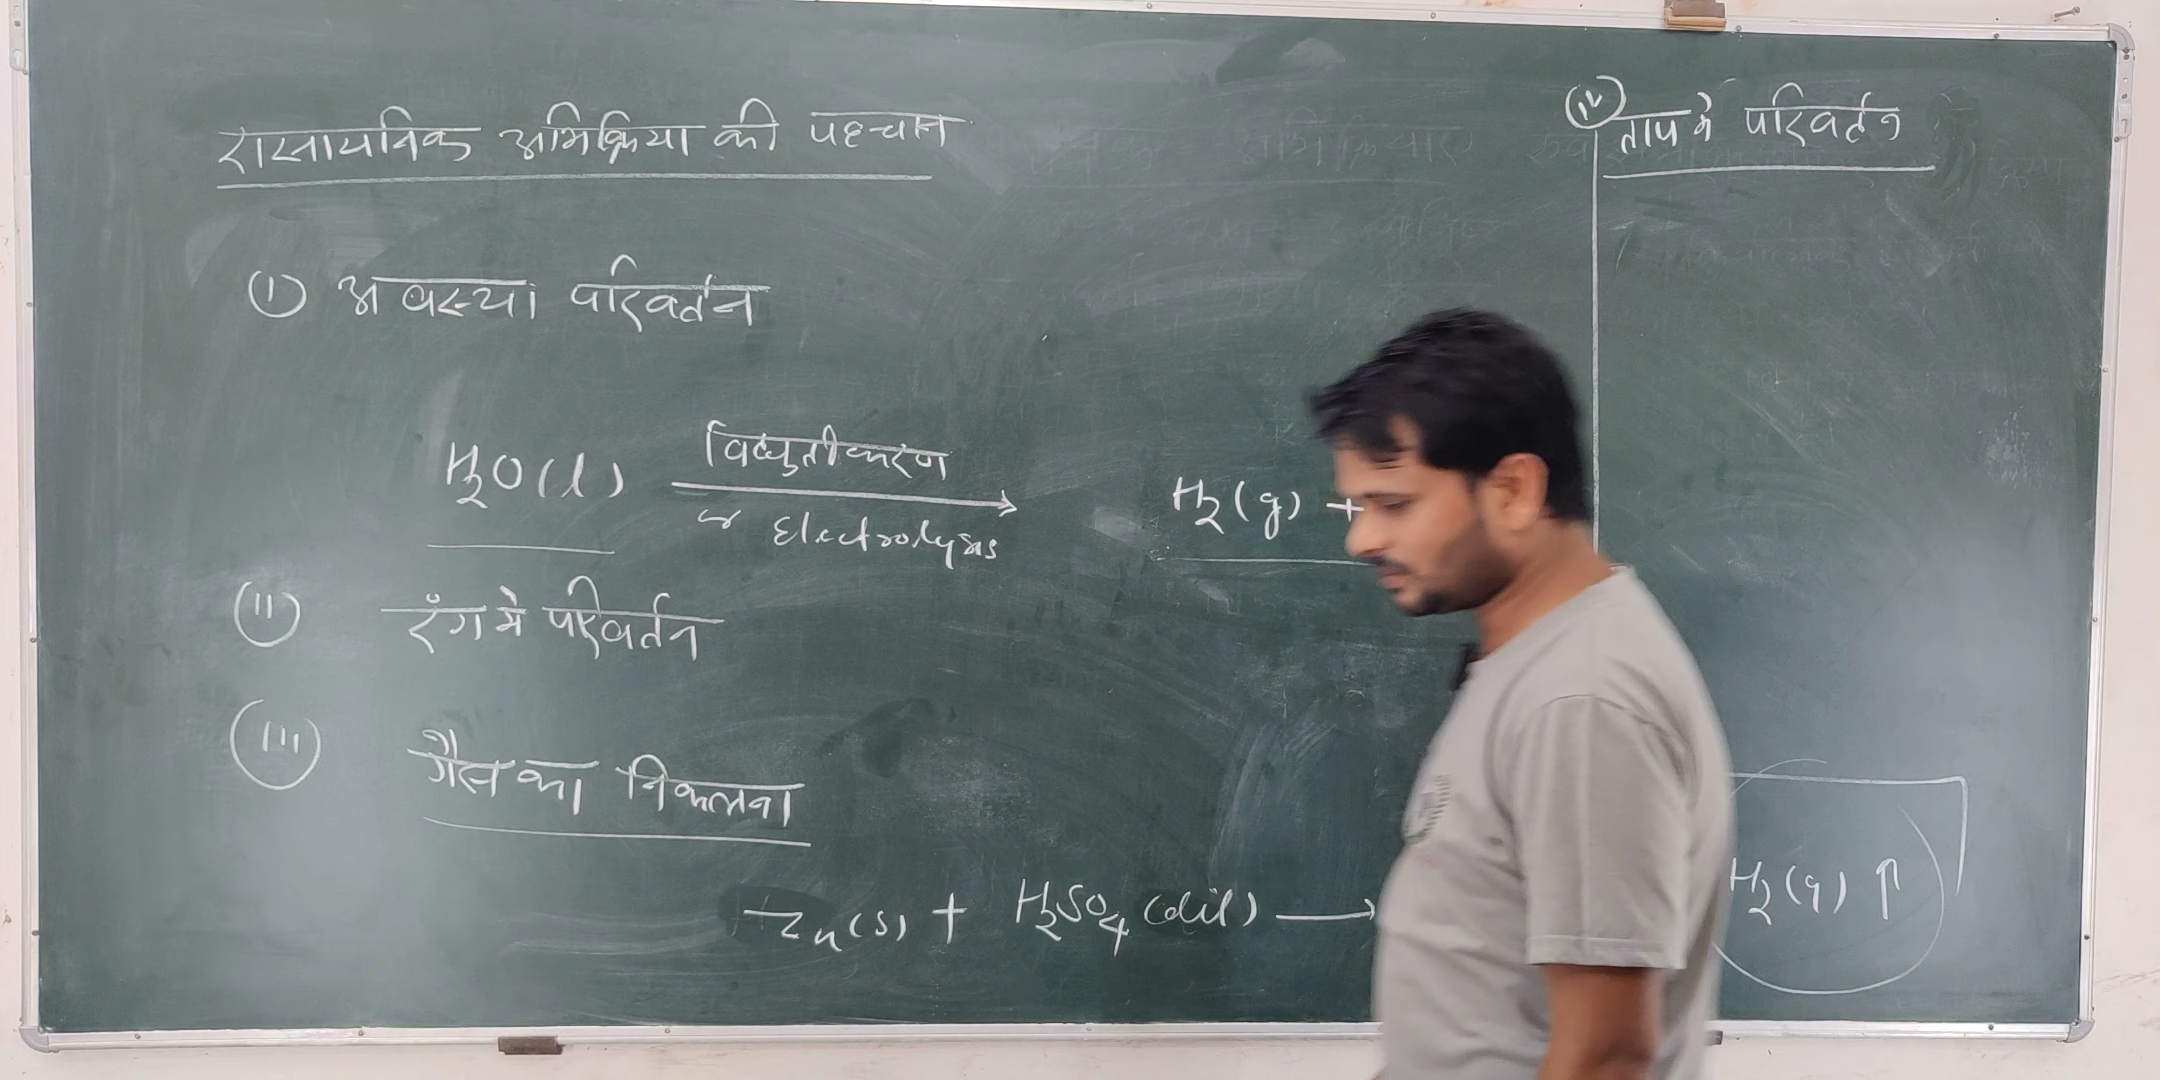 रासायनिक अभिक्रिया की पहचान
(I) अवस्था परिवर्तन
H₂O(l) विद्युतीकरण → H₂(g) +
or Electrolysis
(II) रंग मे परिवर्तन
(III) गैस का निकलना
Zn(s) + H₂SO₄(dil) → H₂(g) ↑
(iv) ताप मे परिवर्तन